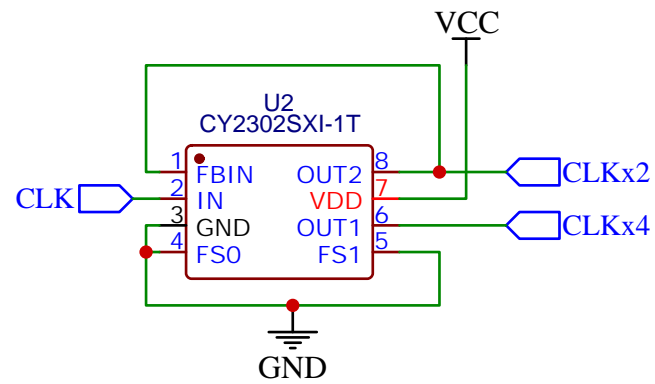 VCC
U2
CY2302SXI-1T
1 FBIN OUT2 8
CLK 2 IN VDD 7 CLKx2
3 GND OUT1 6
4 FS0 FS1 5 CLKx4
GND